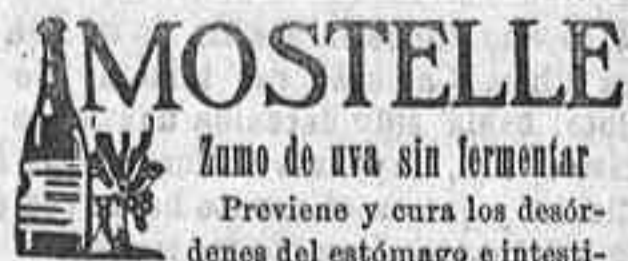 MOSTELLE
Zumo de uva sin fermentar
Previene y cura los desór-
denes del estómago e intesti-